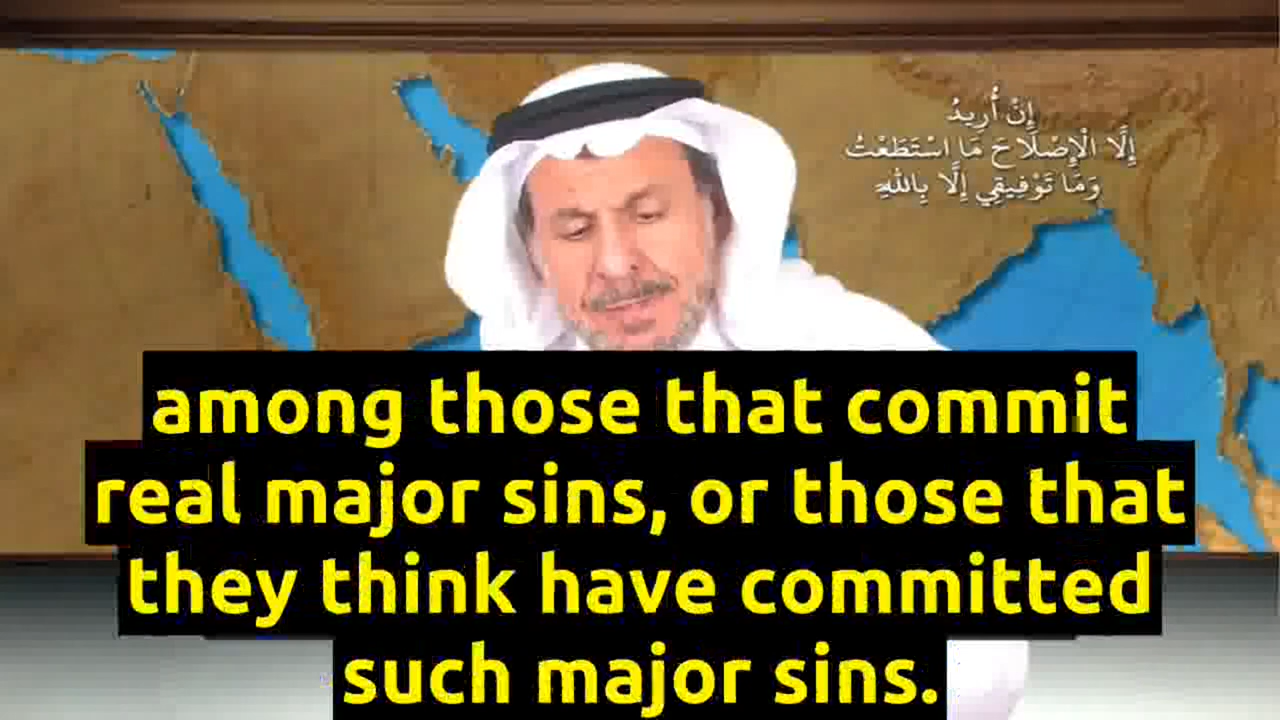 إِنْ أُرِيدُ
إِلَّا الْإِصْلَاحَ مَا اسْتَطَعْتُ
وَمَا تَوْفِيقِي إِلَّا بِاللَّهِ
among those that commit
real major sins, or those that
they think have committed
such major sins.